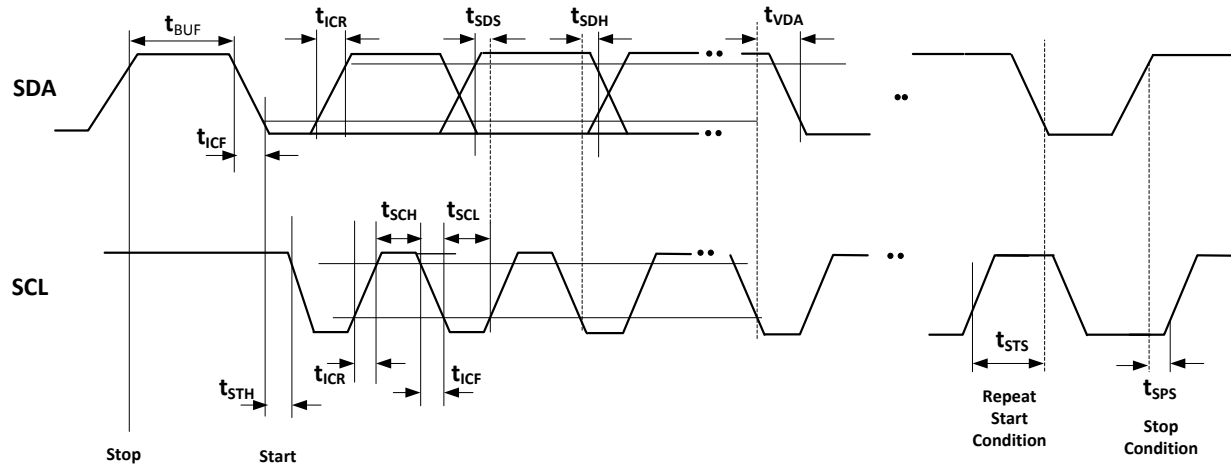 tBUF
tICR
tSDS
tSDH
tVDA
SDA
tICF
tSCH
tSCL
SCL
tSTH
tICR
tICF
tSTS
tSPS
Stop
Start
Repeat
Start
Condition
Stop
Condition